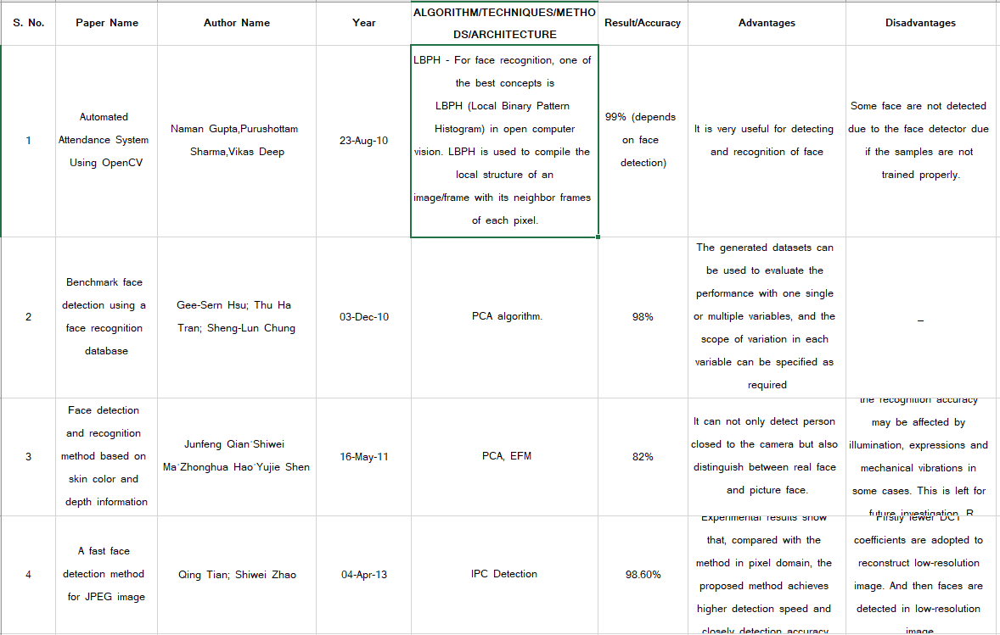 S. No.
Paper Name
Author Name
Year
ALGORITHM/TECHNIQUES/METHO
DS/ARCHITECTURE
Result/Accuracy
Advantages
Disadvantages
1
Automated
Attendance System
Using OpenCV
Naman Gupta,Purushottam
Sharma,Vikas Deep
23-Aug-10
LBPH - For face recognition, one of
the best concepts is
LBPH (Local Binary Pattern
Histogram) in open computer
vision. LBPH is used to compile the
local structure of an
image/frame with its neighbor frames
of each pixel.
99% (depends
on face
detection)
It is very useful for detecting
and recognition of face
Some face are not detected
due to the face detector due
if the samples are not
trained properly.
2
Benchmark face
detection using a
face recognition
database
Gee-Sern Hsu; Thu Ha
Tran; Sheng-Lun Chung
03-Dec-10
PCA algorithm.
98%
The generated datasets can
be used to evaluate the
performance with one single
or multiple variables, and the
scope of variation in each
variable can be specified as
required
_
3
Face detection
and recognition
method based on
skin color and
depth information
Junfeng Qian'Shiwei
Ma'Zhonghua Hao'Yujie Shen
16-May-11
PCA, EFM
82%
It can not only detect person
closed to the camera but also
distinguish between real face
and picture face.
the recognition accuracy
may be affected by
illumination, expressions and
mechanical vibrations in
some cases. This is left for
future investigation. R
4
A fast face
detection method
for JPEG image
Qing Tian; Shiwei Zhao
04-Apr-13
IPC Detection
98.60%
Experimental results show
that, compared with the
method in pixel domain, the
proposed method achieves
higher detection speed and
closely detection accuracy
Firstly fewer DCT
coefficients are adopted to
reconstruct low-resolution
image. And then faces are
detected in low-resolution
image